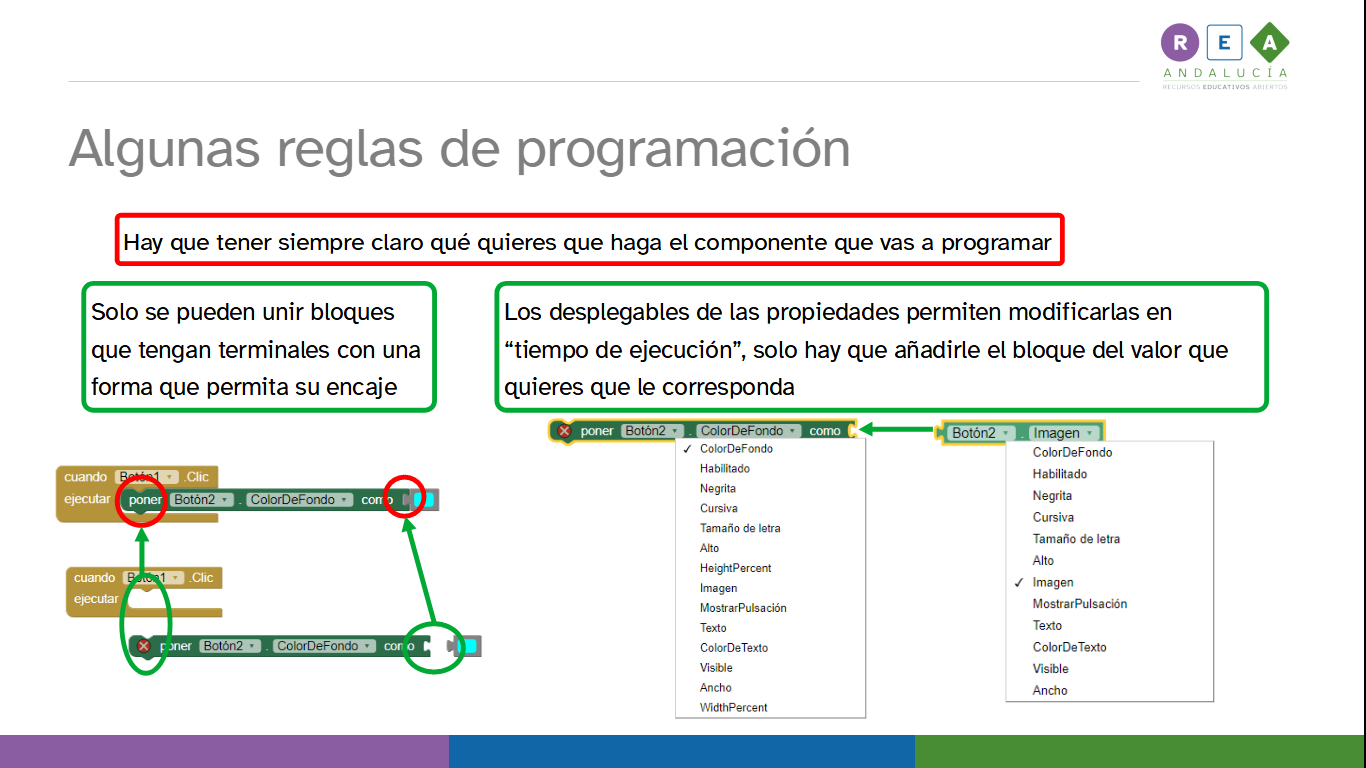 R E A
ANDALUCÍA
RECURSOS EDUCATIVOS ABIERTOS
Algunas reglas de programación
Hay que tener siempre claro qué quieres que haga el componente que vas a programar
Solo se pueden unir bloques
que tengan terminales con una
forma que permita su encaje
Los desplegables de las propiedades permiten modificarlas en
“tiempo de ejecución”, solo hay que añadirle el bloque del valor que
quieres que le corresponda
cuando Botón1 .Clic
ejecutar poner Botón2 . ColorDeFondo como
cuando Botón1 .Clic
ejecutar
poner Botón2 . ColorDeFondo como
poner Botón2 . ColorDeFondo como
✓ ColorDeFondo
Habilitado
Negrita
Cursiva
Tamaño de letra
Alto
HeightPercent
Imagen
MostrarPulsación
Texto
ColorDeTexto
Visible
Ancho
WidthPercent
Botón2 . Imagen
ColorDeFondo
Habilitado
Negrita
Cursiva
Tamaño de letra
Alto
✓ Imagen
MostrarPulsación
Texto
ColorDeTexto
Visible
Ancho